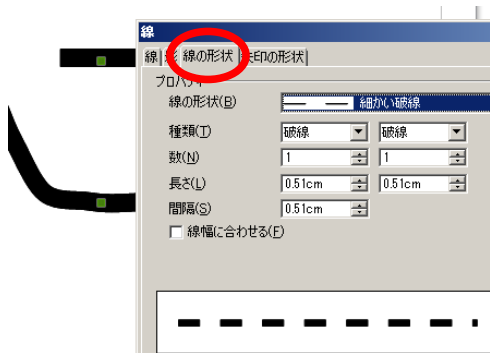 線
線 影 線の形状 矢印の形状
プロパティ
線の形状(B) 細かい破線
種類(T) 破線 破線
数(N) 1 1
長さ(L) 0.51cm 0.51cm
間隔(S) 0.51cm
線幅に合わせる(F)